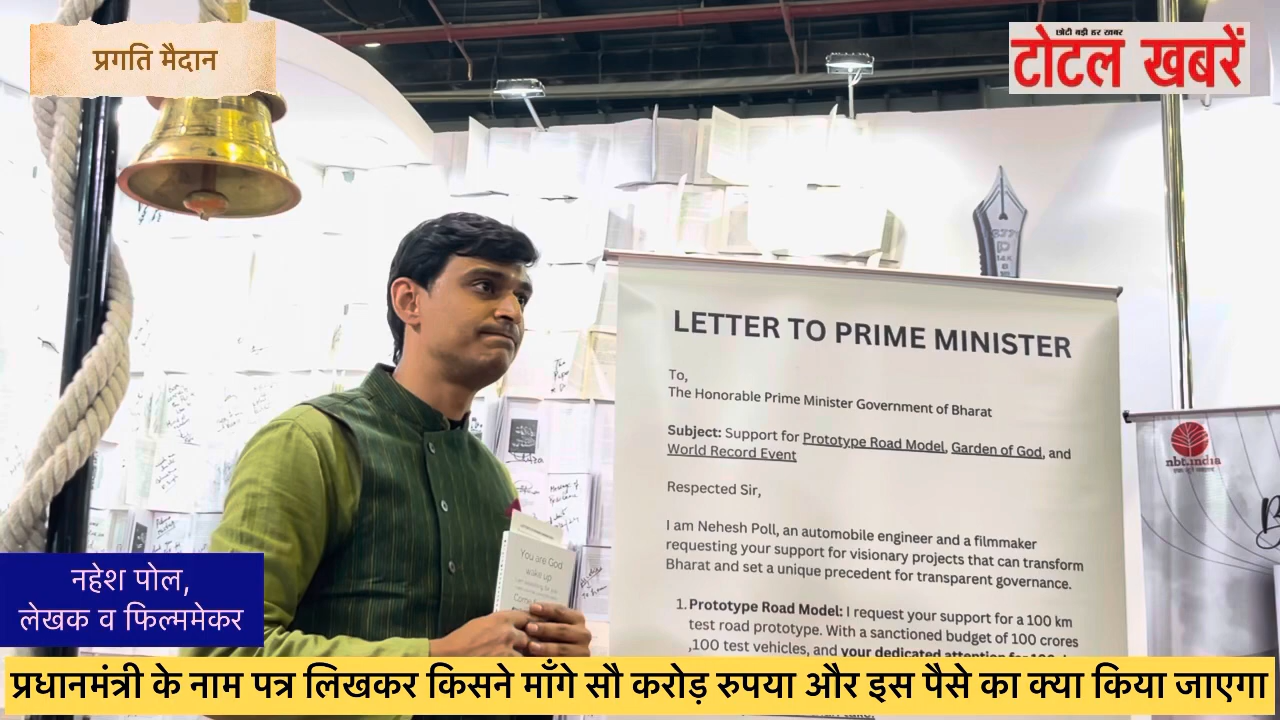 प्रगति मैदान
छोटी बड़ी हर खबर
टोटल खबरें
LETTER TO PRIME MINISTER
To,
The Honorable Prime Minister Government of Bharat
Subject: Support for Prototype Road Model, Garden of God, and
World Record Event
Respected Sir,
I am Nehesh Poll, an automobile engineer and a filmmaker
requesting your support for visionary projects that can transform
Bharat and set a unique precedent for transparent governance.
1. Prototype Road Model: I request your support for a 100 km
test road prototype. With a sanctioned budget of 100 crores
,100 test vehicles, and your dedicated attention for
nbt.india
You are God
wake up
नहेश पोल,
लेखक व फिल्ममेकर
प्रधानमंत्री के नाम पत्र लिखकर किसने माँगे सौ करोड़ रुपया और इस पैसे का क्या किया जाएगा